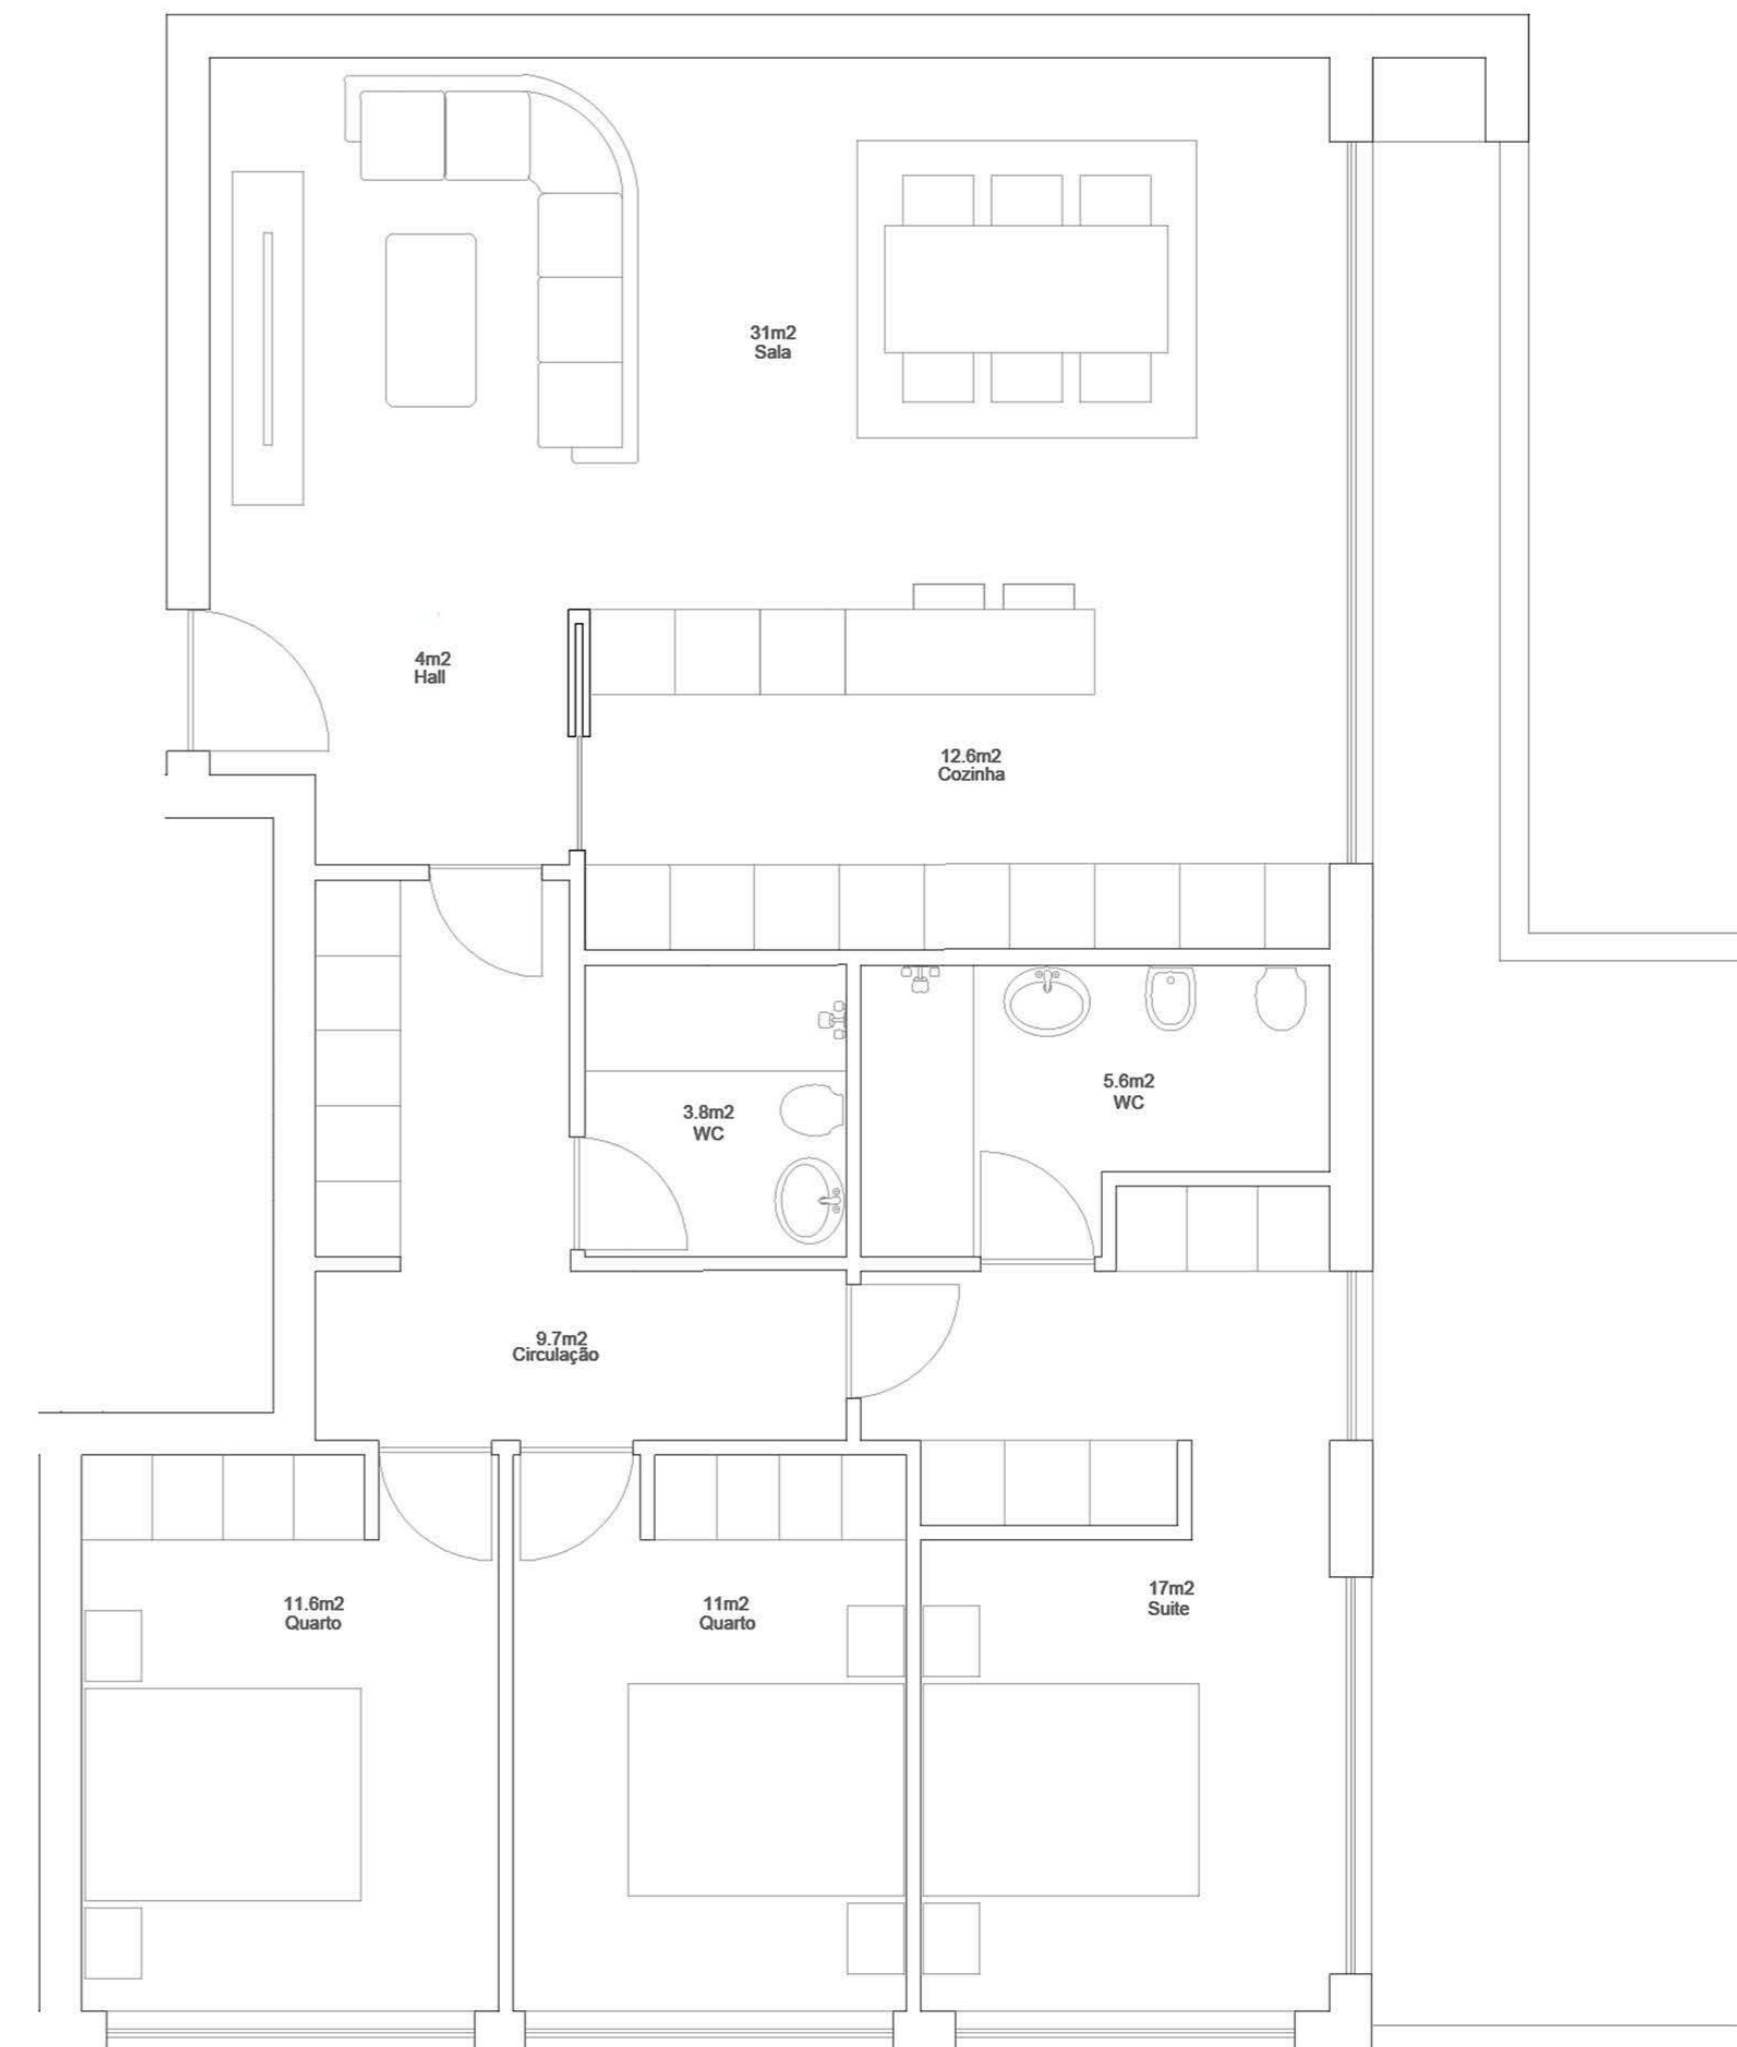 31m2
Sala
4m2
Hall
12.6m2
Cozinha
5.6m2
WC
3.8m2
WC
9.7m2
Circulação
11.6m2
Quarto
11m2
Quarto
17m2
Suite